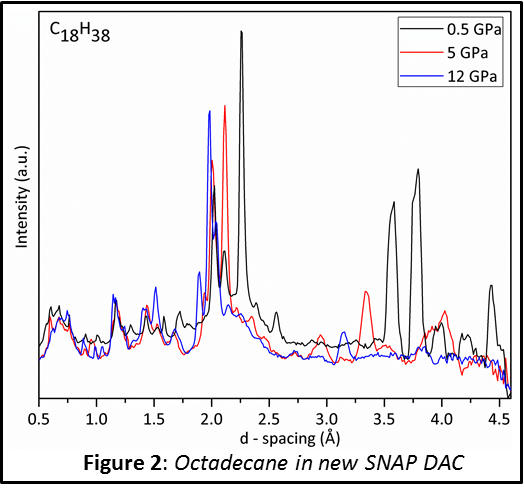 C₁₈H₃₈
0.5 GPa
5 GPa
12 GPa
Intensity (a.u.)
0.5 1.0 1.5 2.0 2.5 3.0 3.5 4.0 4.5
d - spacing (Å)
Figure 2: Octadecane in new SNAP DAC